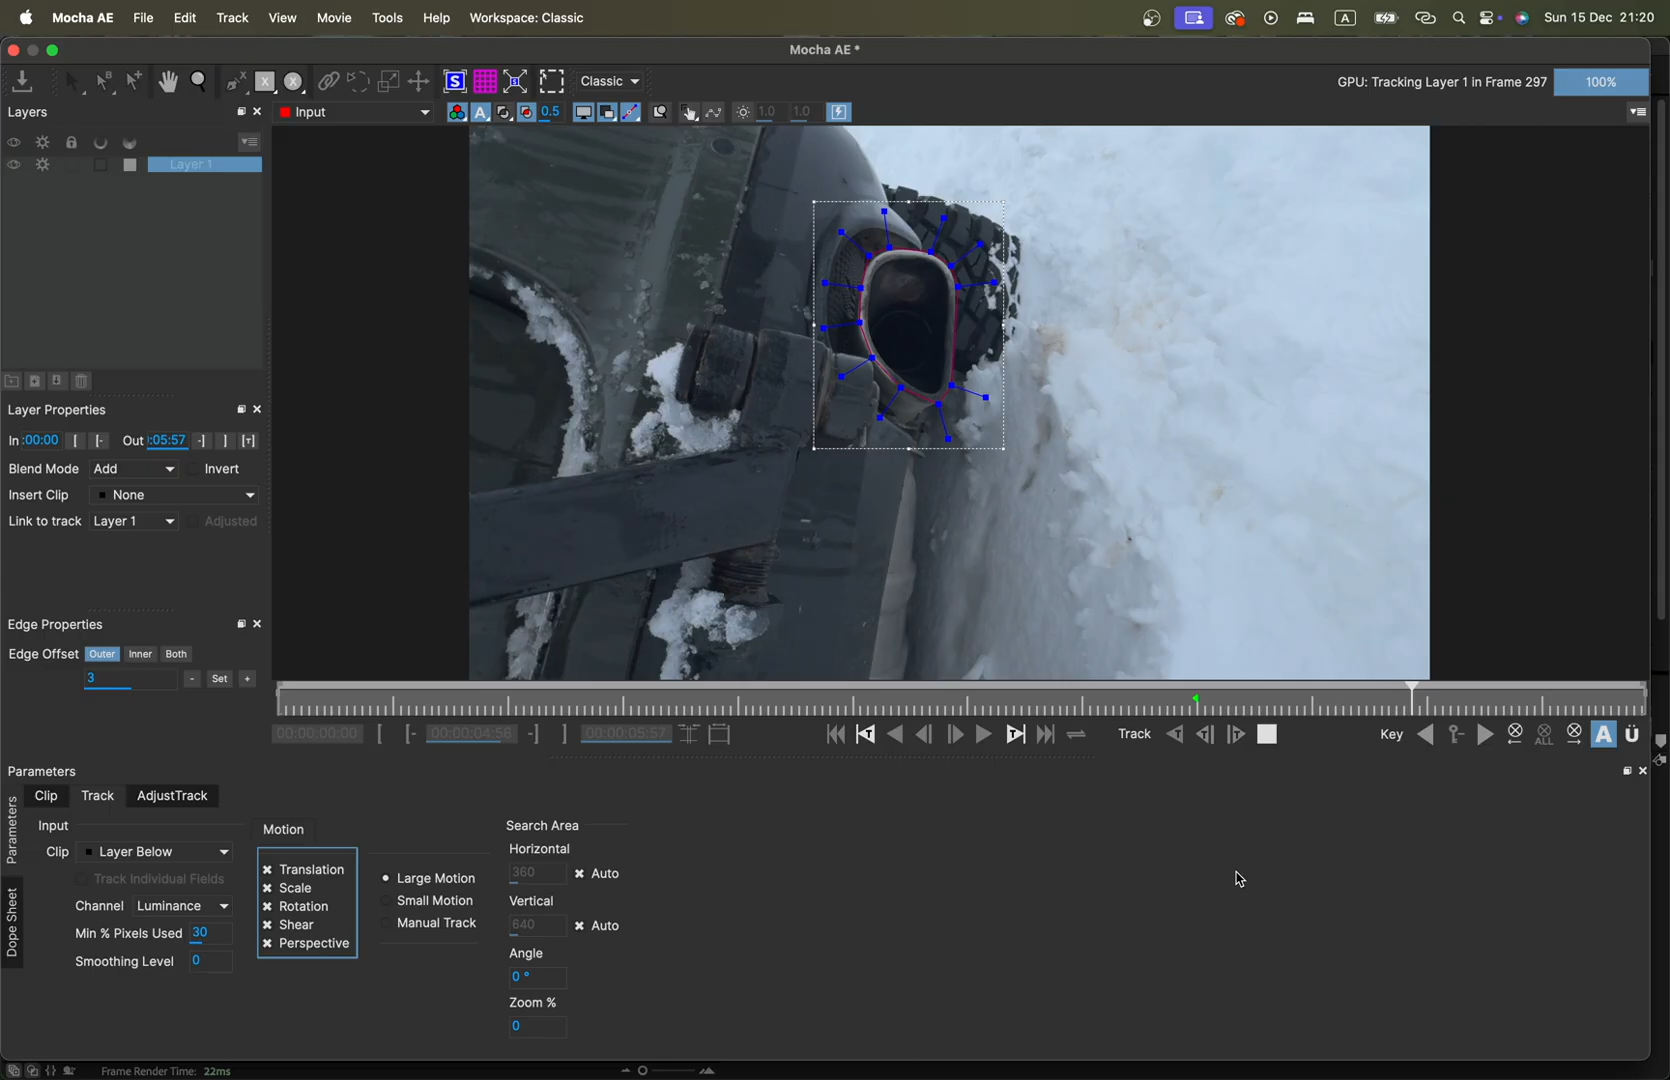 Mocha AE File Edit Track View Movie Tools Help Workspace: Classic A Sun 15 Dec 21:20
Mocha AE *
S Classic GPU: Tracking Layer 1 in Frame 297 100%
Layers Input A 0.5 1.0 1.0
Layer 1
Layer Properties
In :00:00 [ [- Out :05:57 -] ] [T]
Blend Mode Add Invert
Insert Clip None
Link to track Layer 1 Adjusted
Edge Properties
Edge Offset Outer Inner Both
3 - Set +
00:00:00:00 [ [- 00:00:04:56 -] ] 00:00:05:57 Track Key ALL A Ü
Parameters
Clip Track AdjustTrack
Parameters
Dope Sheet
Input Motion Search Area
Clip Layer Below
Track Individual Fields
Channel Luminance
Min % Pixels Used 30
Smoothing Level 0
Translation
Scale
Rotation
Shear
Perspective
Large Motion
Small Motion
Manual Track
Horizontal
360 Auto
Vertical
640 Auto
Angle
0 °
Zoom %
0
Frame Render Time: 22ms